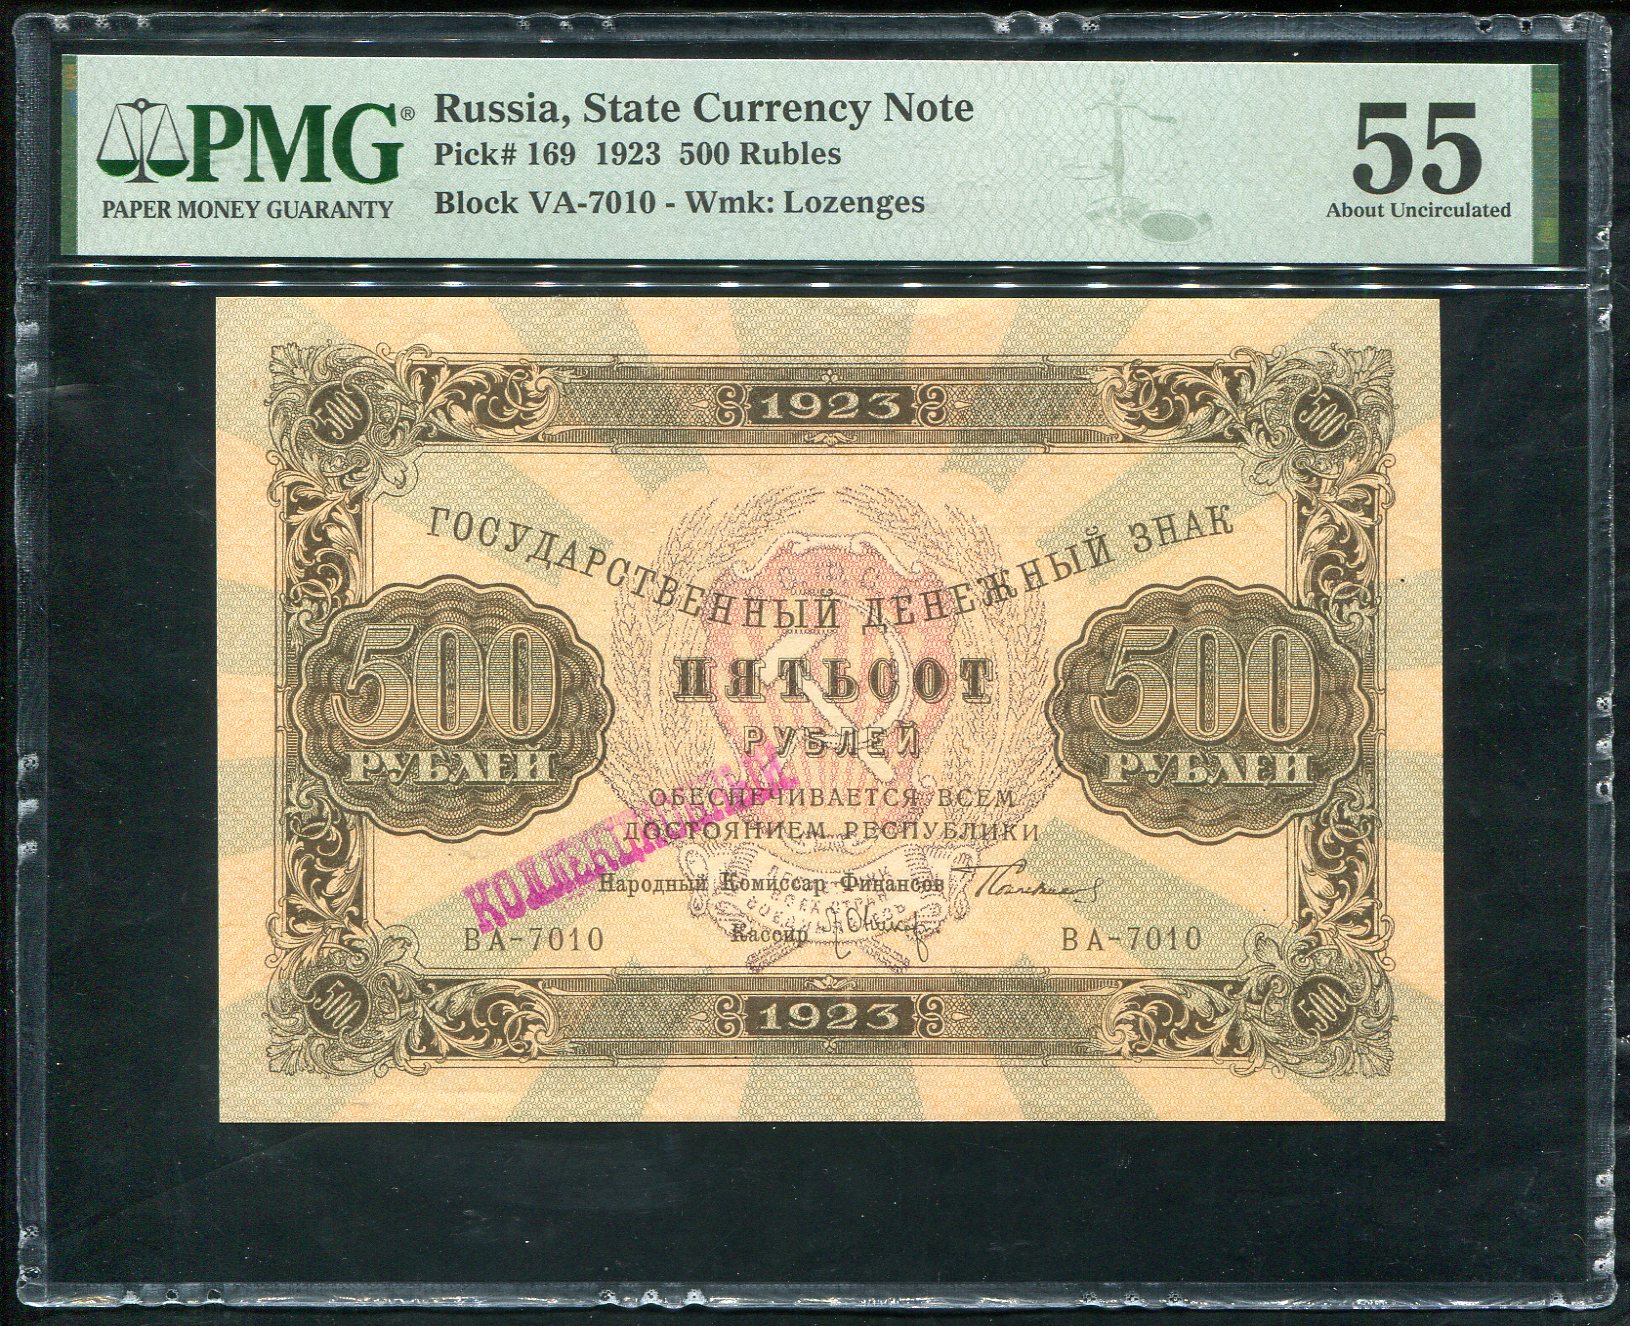 PMG®
PAPER MONEY GUARANTY
Russia, State Currency Note
Pick# 169 1923 500 Rubles
Block VA-7010 - Wmk: Lozenges
55
About Uncirculated
500
1923
500
ГОСУДАРСТВЕННЫЙ ДЕНЕЖНЫЙ ЗНАК
500
РУБЛЕЙ
ПЯТЬСОТ
РУБЛЕЙ
500
РУБЛЕЙ
ОБЕСПЕЧИВАЕТСЯ ВСЕМ
ДОСТОЯНИЕМ РЕСПУБЛИКИ
Народный Комиссар Финансов
Кассир
ВА-7010
ВА-7010
500
1923
500